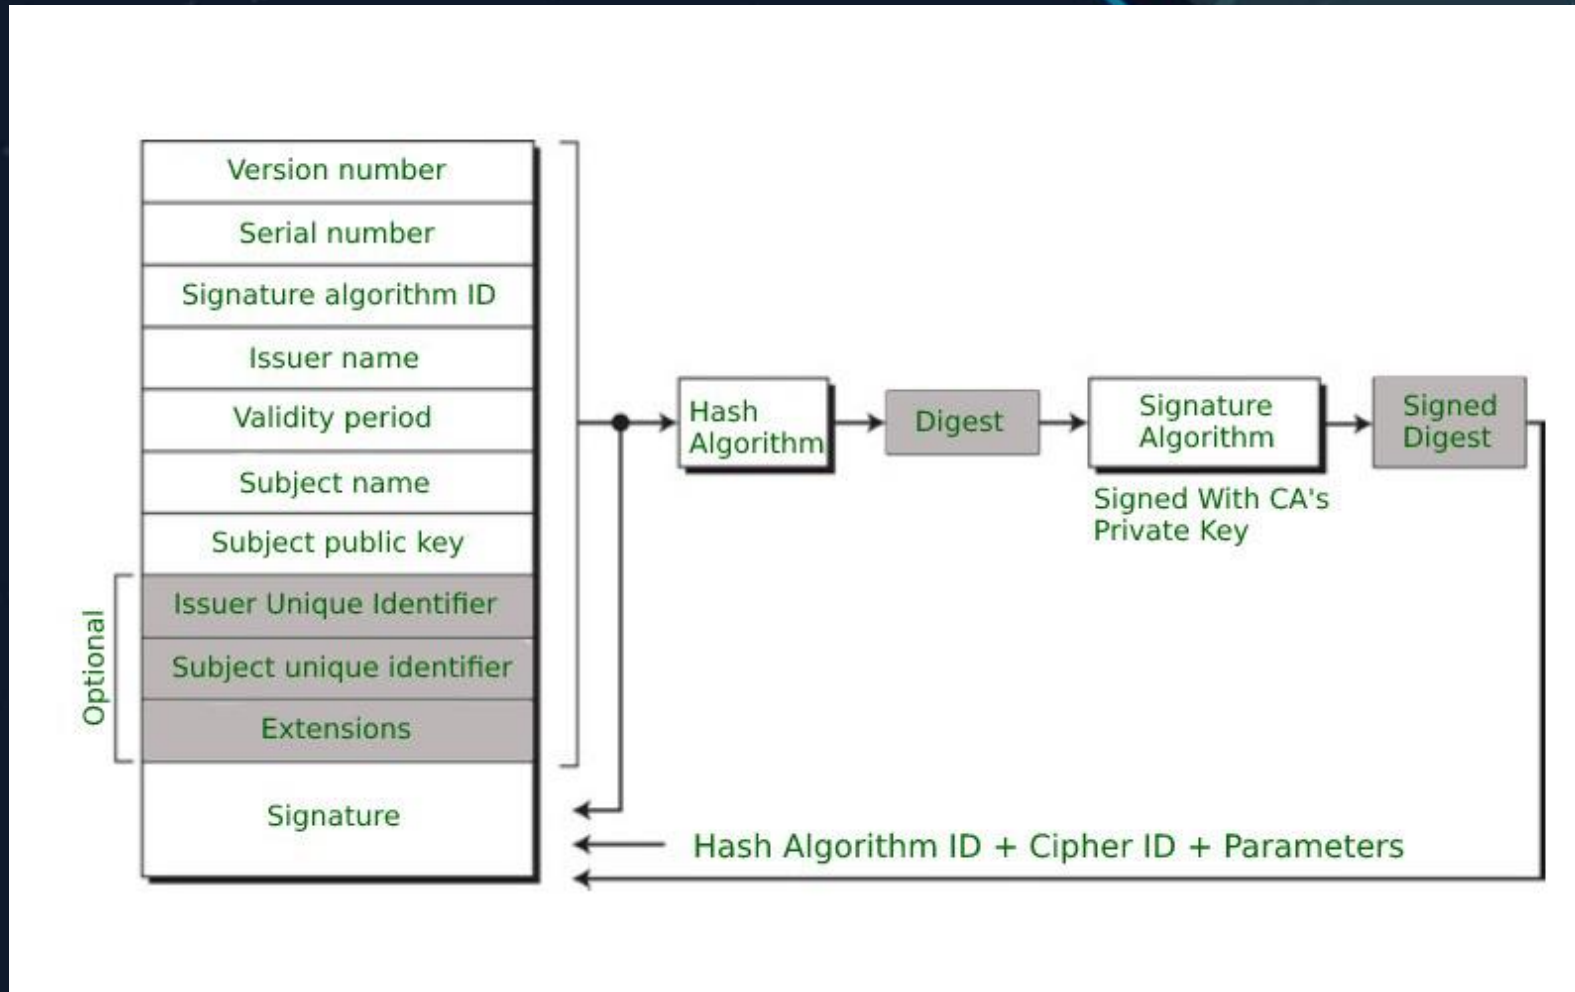 Version number
Serial number
Signature algorithm ID
Issuer name
Validity period
Subject name
Subject public key
Optional
Issuer Unique Identifier
Subject unique identifier
Extensions
Signature
Hash
Algorithm
Digest
Signature
Algorithm
Signed With CA's
Private Key
Signed
Digest
Hash Algorithm ID + Cipher ID + Parameters